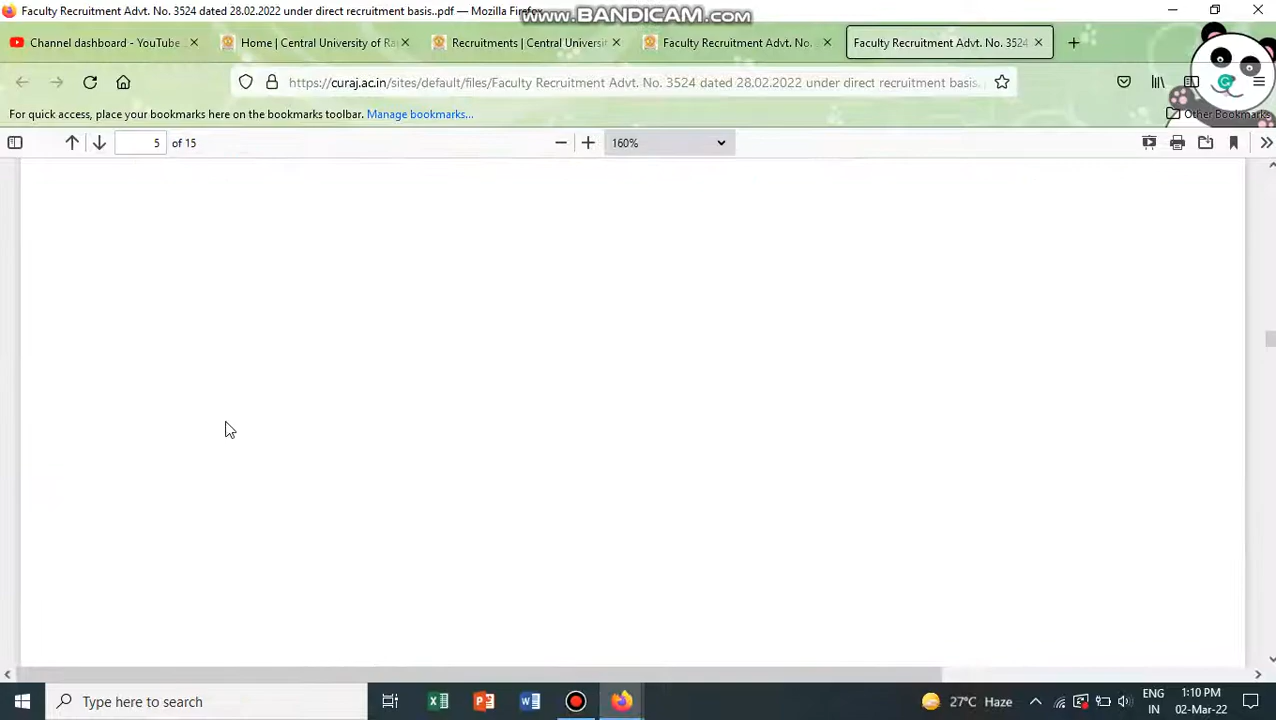 Faculty Recruitment Advt. No. 3524 dated 28.02.2022 under direct recruitment basis..pdf — Mozilla Firefox
www.BANDICAM.com
Channel dashboard - YouTube
Home | Central University of Ra
Recruitments | Central Universit
Faculty Recruitment Advt. No.
Faculty Recruitment Advt. No. 3524
https://curaj.ac.in/sites/default/files/Faculty Recruitment Advt. No. 3524 dated 28.02.2022 under direct recruitment basis.
For quick access, place your bookmarks here on the bookmarks toolbar. Manage bookmarks...
Other Bookmarks
5 of 15
160%
Type here to search
27°C Haze
ENG
IN
1:10 PM
02-Mar-22